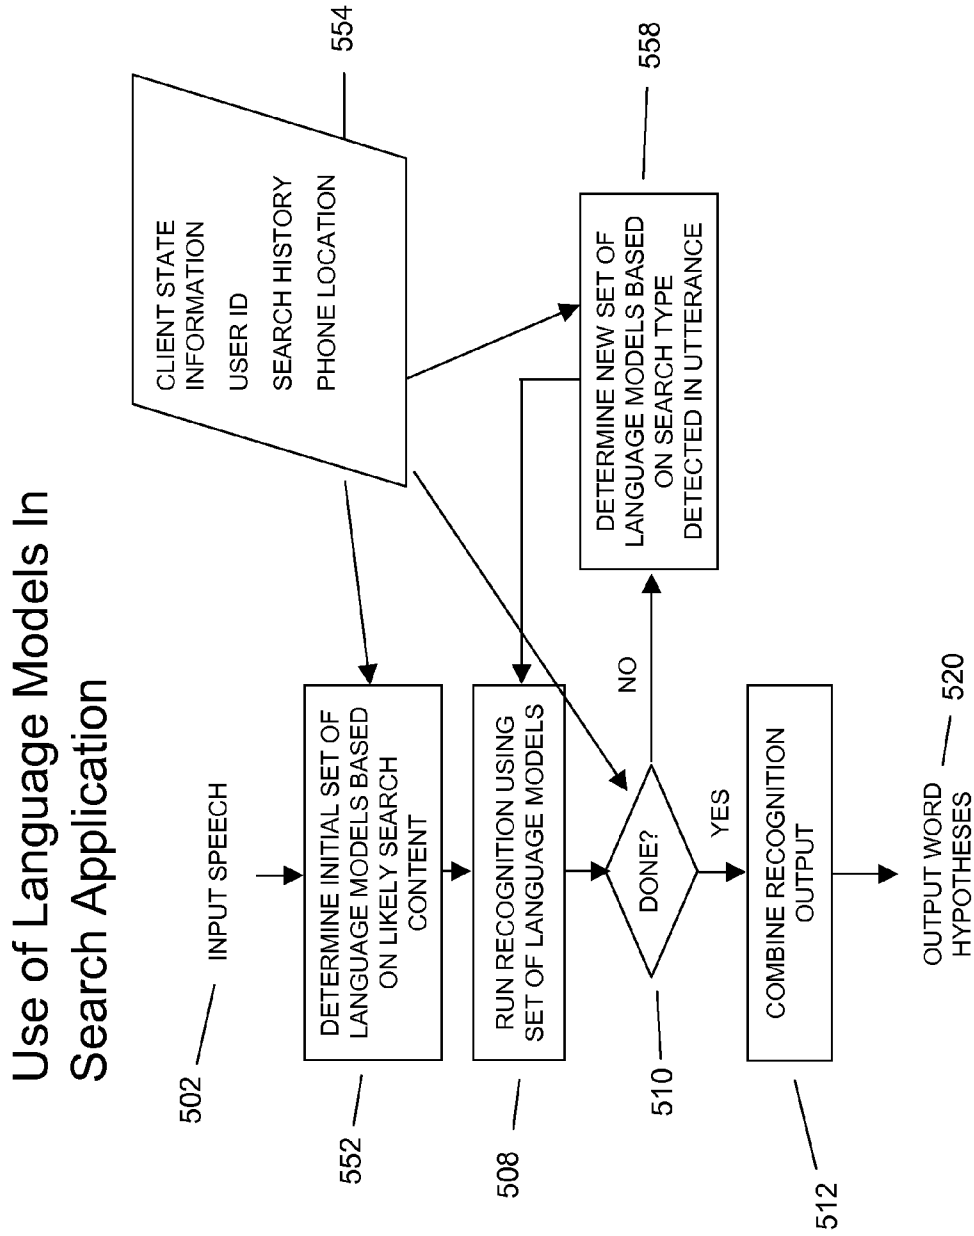 Use of Language Models In
Search Application
502
INPUT SPEECH
CLIENT STATE
INFORMATION
USER ID
SEARCH HISTORY
PHONE LOCATION
554
552
DETERMINE INITIAL SET OF
LANGUAGE MODELS BASED
ON LIKELY SEARCH
CONTENT
508
RUN RECOGNITION USING
SET OF LANGUAGE MODELS
510
DONE?
NO
YES
DETERMINE NEW SET OF
LANGUAGE MODELS BASED
ON SEARCH TYPE
DETECTED IN UTTERANCE
558
512
COMBINE RECOGNITION
OUTPUT
OUTPUT WORD
HYPOTHESES
520